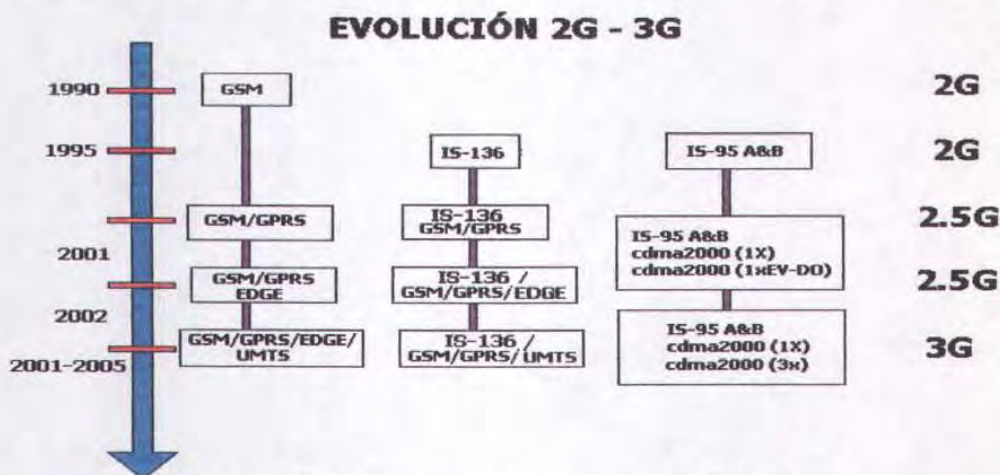 EVOLUCIÓN 2G - 3G
1990
GSM
2G
1995
IS-136
IS-95 A&B
2G
GSM/GPRS
IS-136
GSM/GPRS
2.5G
2001
IS-95 A&B
cdma2000 (1X)
cdma2000 (1xEV-DO)
GSM/GPRS
EDGE
IS-136 /
GSM/GPRS/EDGE
2.5G
2002
GSM/GPRS/EDGE/
UMTS
IS-136 /
GSM/GPRS/UMTS
IS-95 A&B
cdma2000 (1X)
cdma2000 (3x)
3G
2001-2005